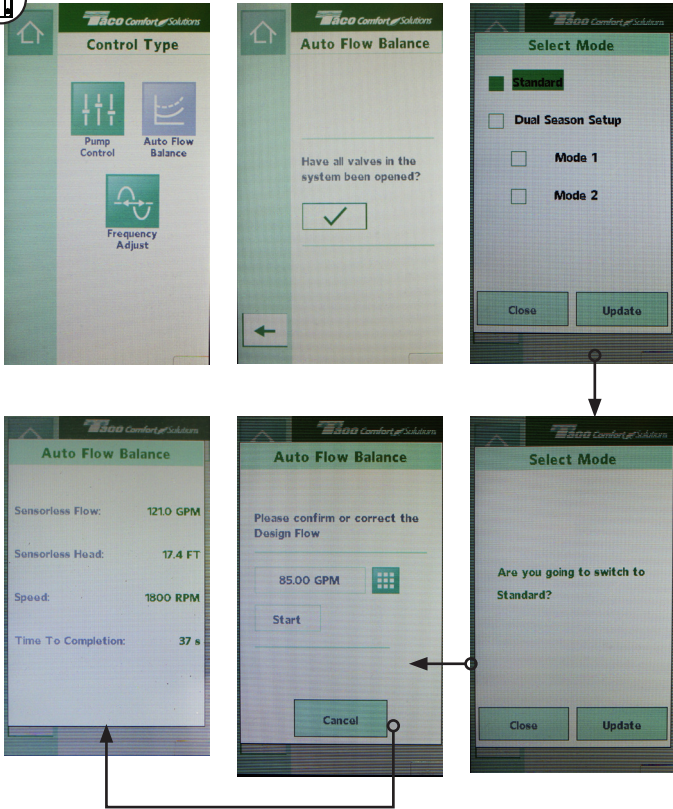 Taco Comfort Solutions
Control Type
Pump
Control
Auto Flow
Balance
Frequency
Adjust
Taco Comfort Solutions
Auto Flow Balance
Have all valves in the
system been opened?
Taco Comfort Solutions
Select Mode
Standard
Dual Season Setup
Mode 1
Mode 2
Close
Update
Taco Comfort Solutions
Auto Flow Balance
Sensorless Flow: 121.0 GPM
Sensorless Head: 17.4 FT
Speed: 1800 RPM
Time To Completion: 37 s
Taco Comfort Solutions
Auto Flow Balance
Please confirm or correct the
Design Flow
85.00 GPM
Start
Cancel
Taco Comfort Solutions
Select Mode
Are you going to switch to
Standard?
Close
Update